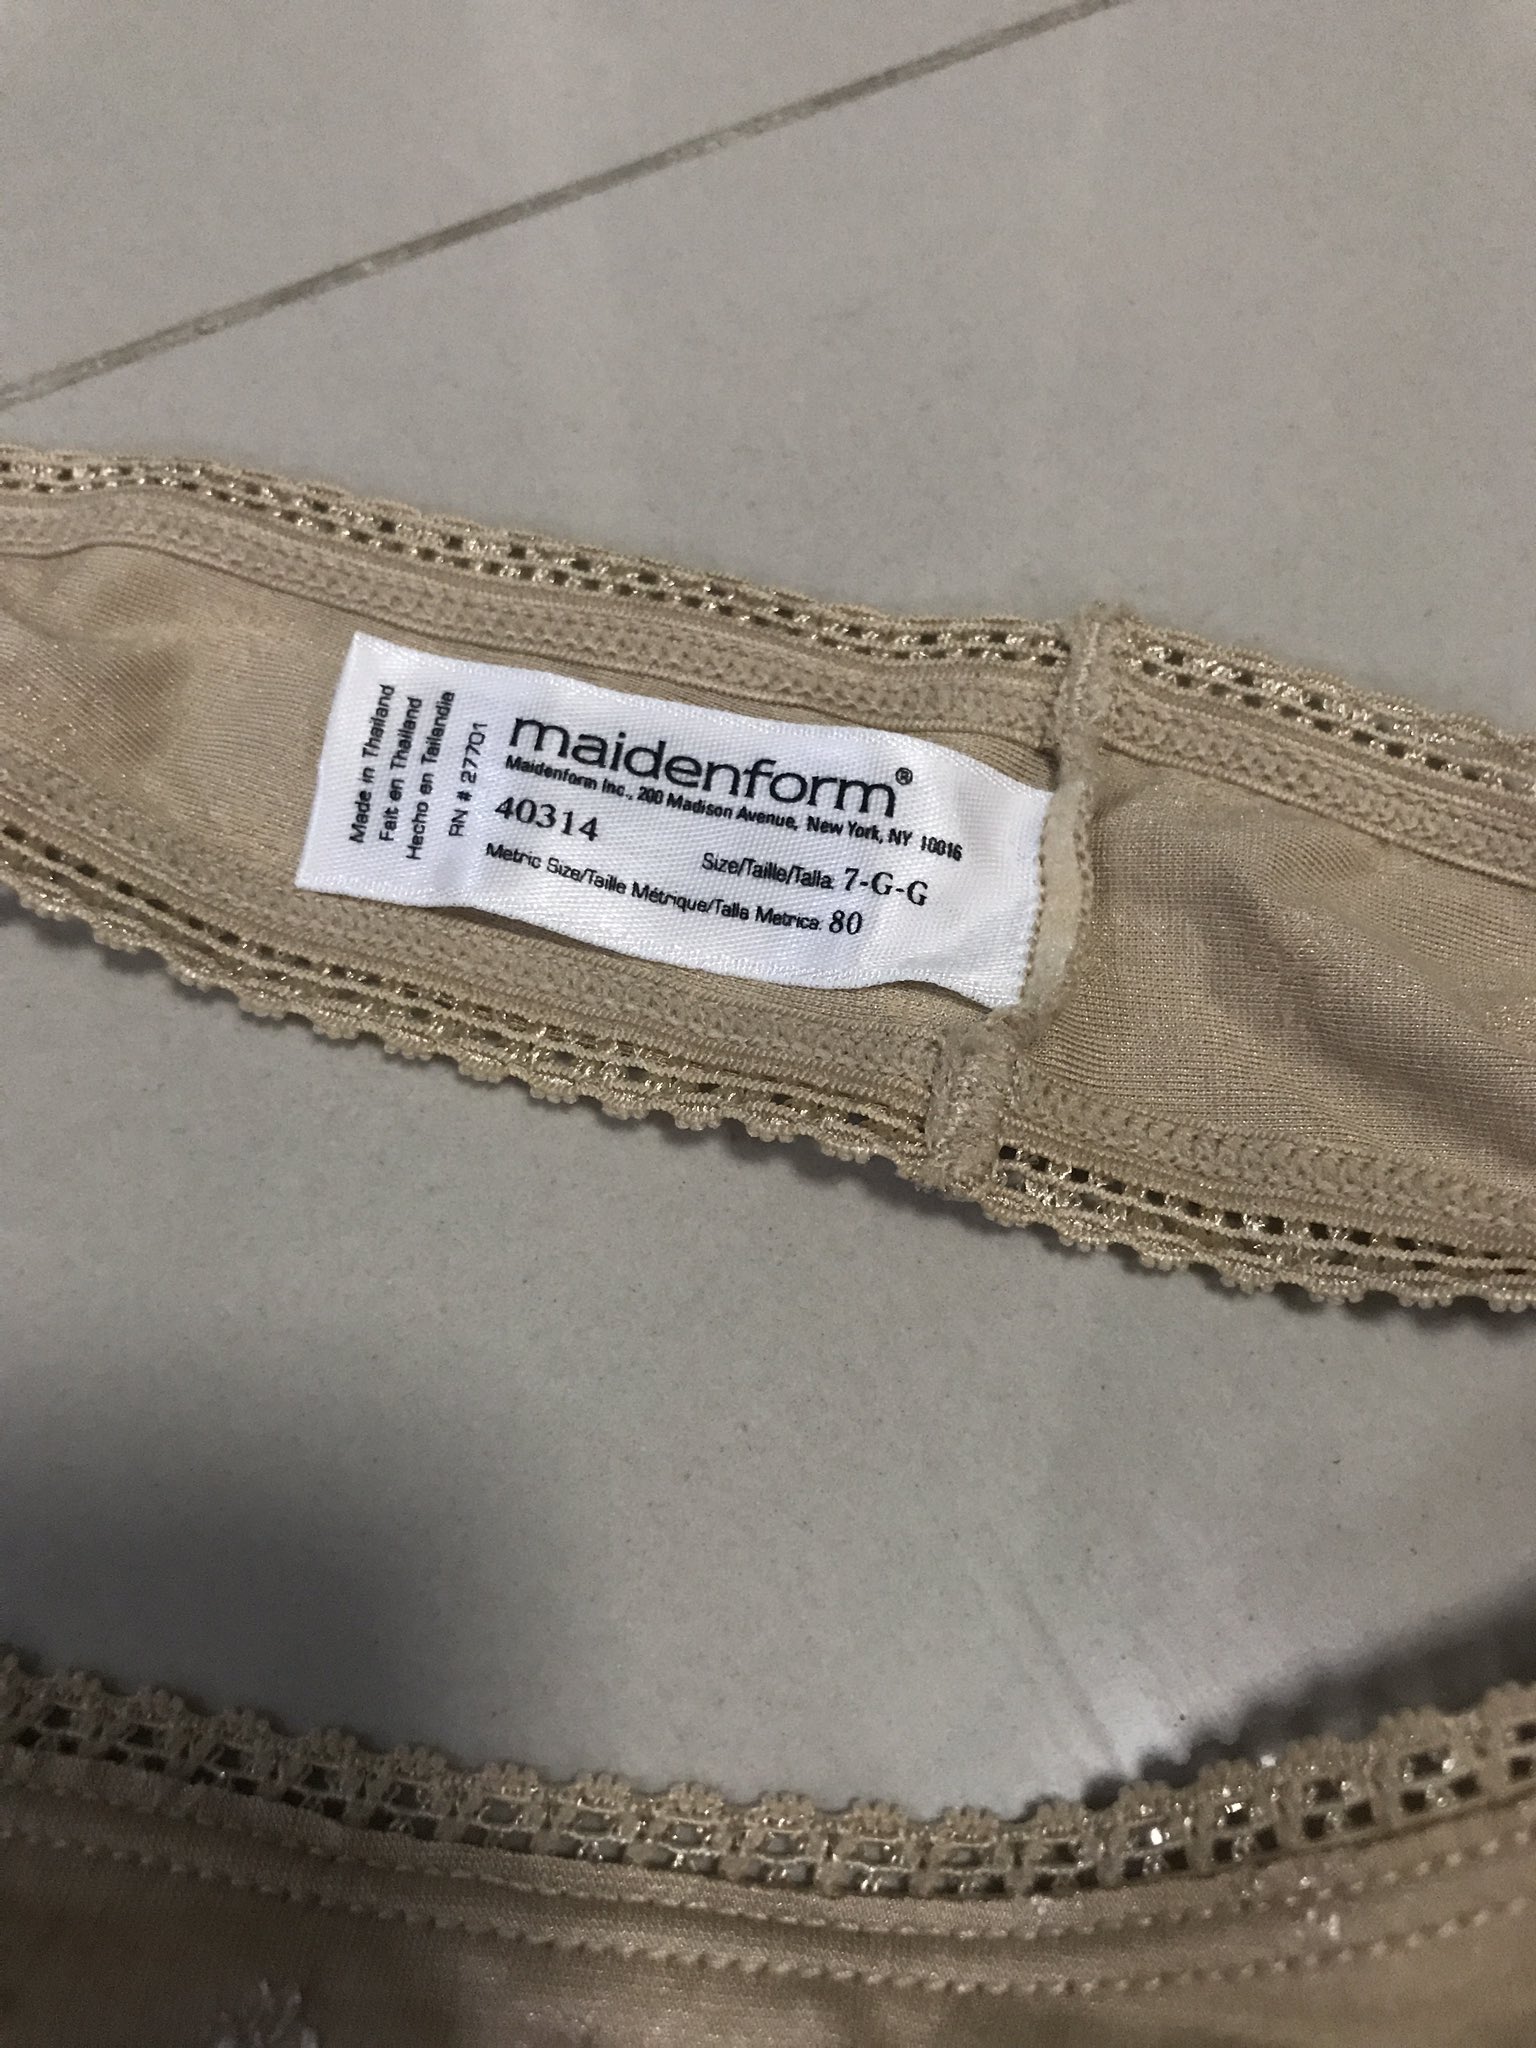 Made in Thailand
Fait en Thailand
Hecho en Tailandia
RN # 27701
maidenform®
Maidenform Inc., 200 Madison Avenue, New York, NY 10016
40314
Size/Taille/Talla: 7-G-G
Metric Size/Taille Métrique/Talla Metrica: 80